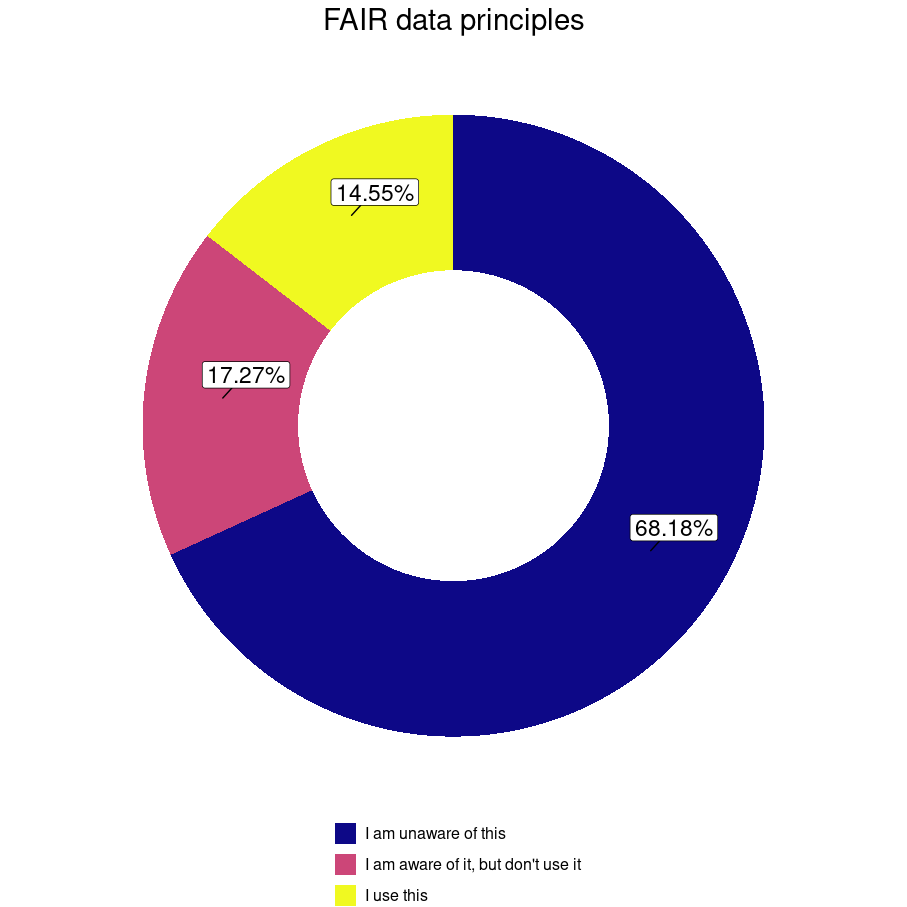 FAIR data principles
14.55%
17.27%
68.18%
I am unaware of this
I am aware of it, but don't use it
I use this